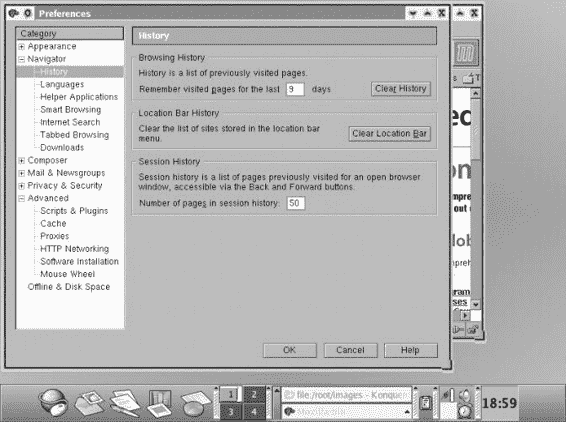 Preferences
Category
Appearance
Navigator
History
Languages
Helper Applications
Smart Browsing
Internet Search
Tabbed Browsing
Downloads
Composer
Mail & Newsgroups
Privacy & Security
Advanced
Scripts & Plugins
Cache
Proxies
HTTP Networking
Software Installation
Mouse Wheel
Offline & Disk Space
History
Browsing History
History is a list of previously visited pages.
Remember visited pages for the last 9 days
Clear History
Location Bar History
Clear the list of sites stored in the location bar
menu.
Clear Location Bar
Session History
Session history is a list of pages previously visited for an open browser
window, accessible via the Back and Forward buttons.
Number of pages in session history: 50
OK Cancel Help
1 2
3 4
file:/root/images - Konque
18:59